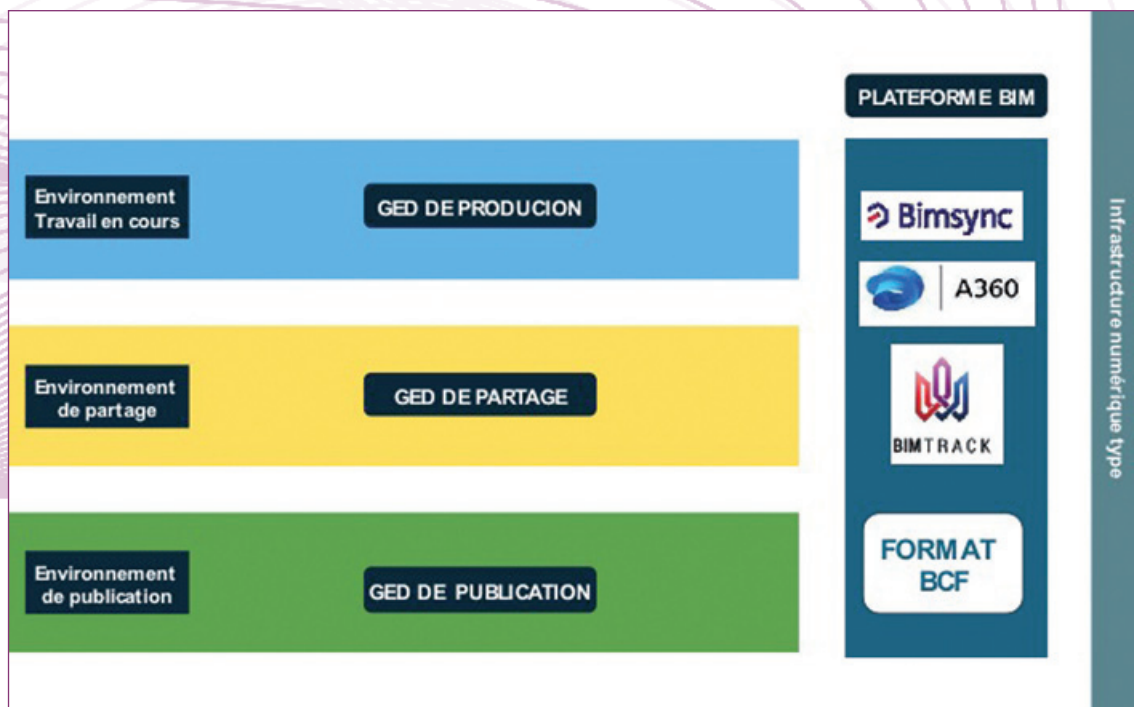 PLATEFORME BIM
Environnement
Travail en cours
GED DE PRODUCION
Bimsync
A360
Environnement
de partage
GED DE PARTAGE
BIMTRACK
Environnement
de publication
GED DE PUBLICATION
FORMAT
BCF
Infrastructure numérique type